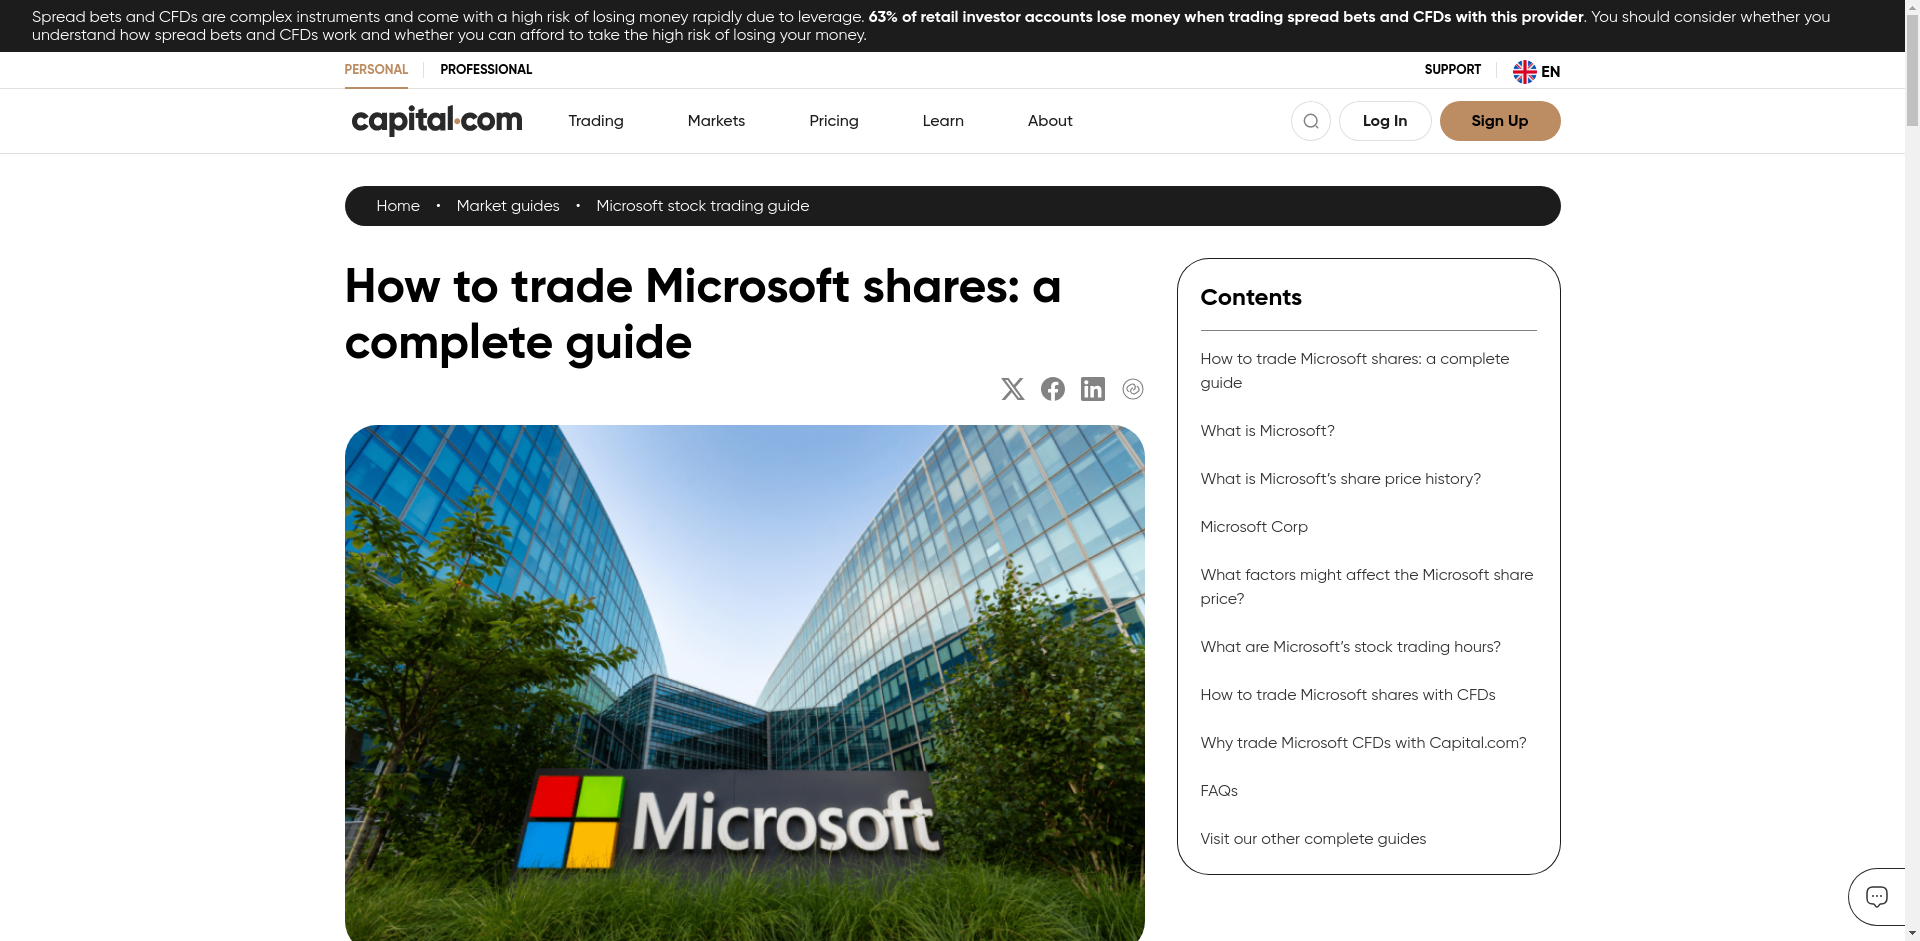 Spread bets and CFDs are complex instruments and come with a high risk of losing money rapidly due to leverage. 63% of retail investor accounts lose money when trading spread bets and CFDs with this provider. You should consider whether you
understand how spread bets and CFDs work and whether you can afford to take the high risk of losing your money.
PERSONAL PROFESSIONAL SUPPORT EN
capital.com Trading Markets Pricing Learn About Log In Sign Up
Home • Market guides • Microsoft stock trading guide
How to trade Microsoft shares: a
complete guide
Microsoft
Contents
How to trade Microsoft shares: a complete
guide
What is Microsoft?
What is Microsoft’s share price history?
Microsoft Corp
What factors might affect the Microsoft share
price?
What are Microsoft’s stock trading hours?
How to trade Microsoft shares with CFDs
Why trade Microsoft CFDs with Capital.com?
FAQs
Visit our other complete guides